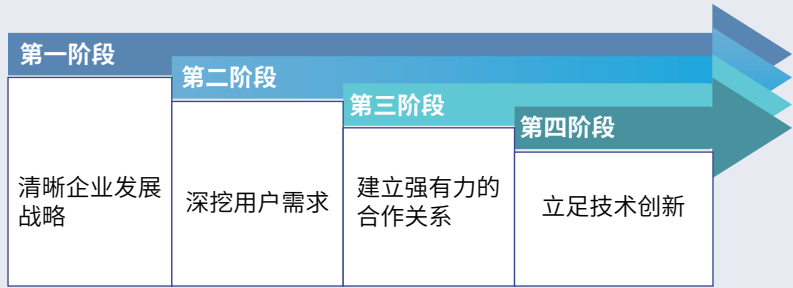 第一阶段
第二阶段
第三阶段
第四阶段
清晰企业发展
战略
深挖用户需求
建立强有力的
合作关系
立足技术创新